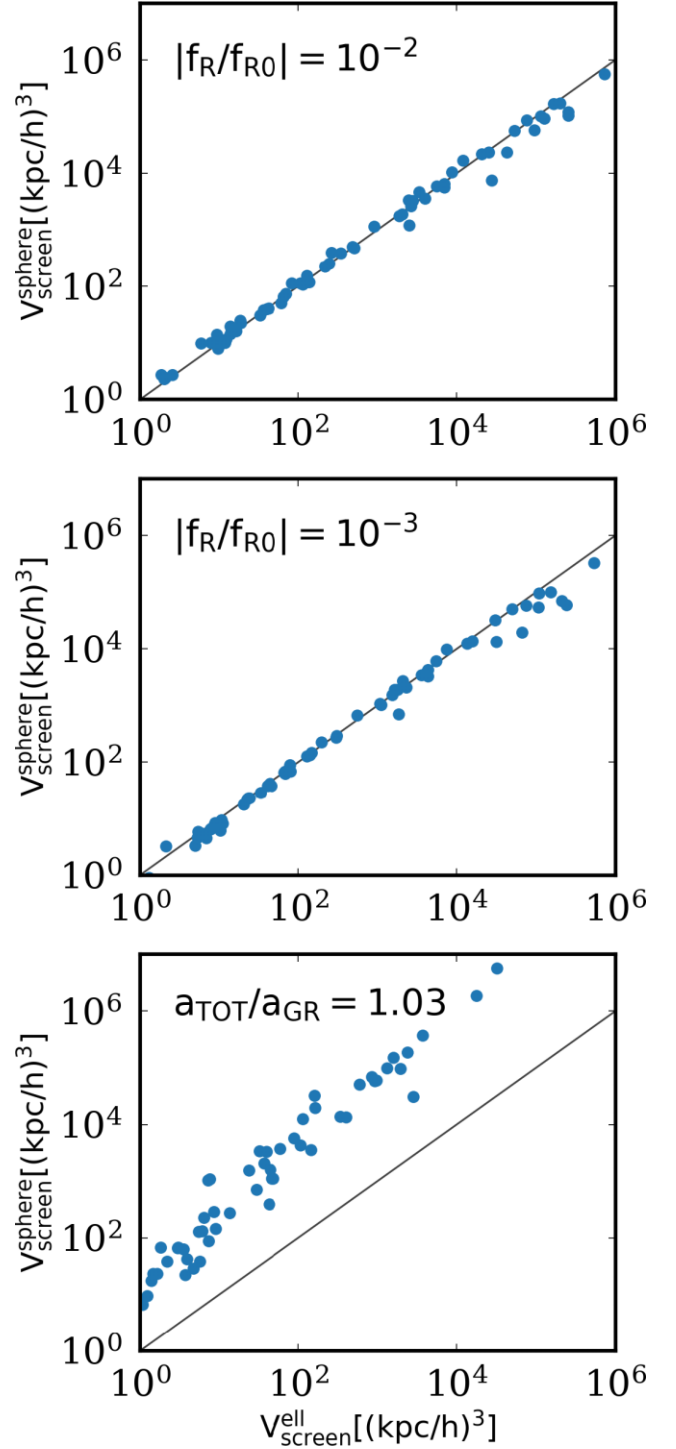 |f_R/f_R0| = 10^−2
10^6
10^4
10^2
10^0
V_screen^sphere[(kpc/h)^3]
10^0 10^2 10^4 10^6
|f_R/f_R0| = 10^−3
10^6
10^4
10^2
10^0
V_screen^sphere[(kpc/h)^3]
10^0 10^2 10^4 10^6
a_TOT/a_GR = 1.03
10^6
10^4
10^2
10^0
V_screen^sphere[(kpc/h)^3]
10^0 10^2 10^4 10^6
V_screen^ell[(kpc/h)^3]